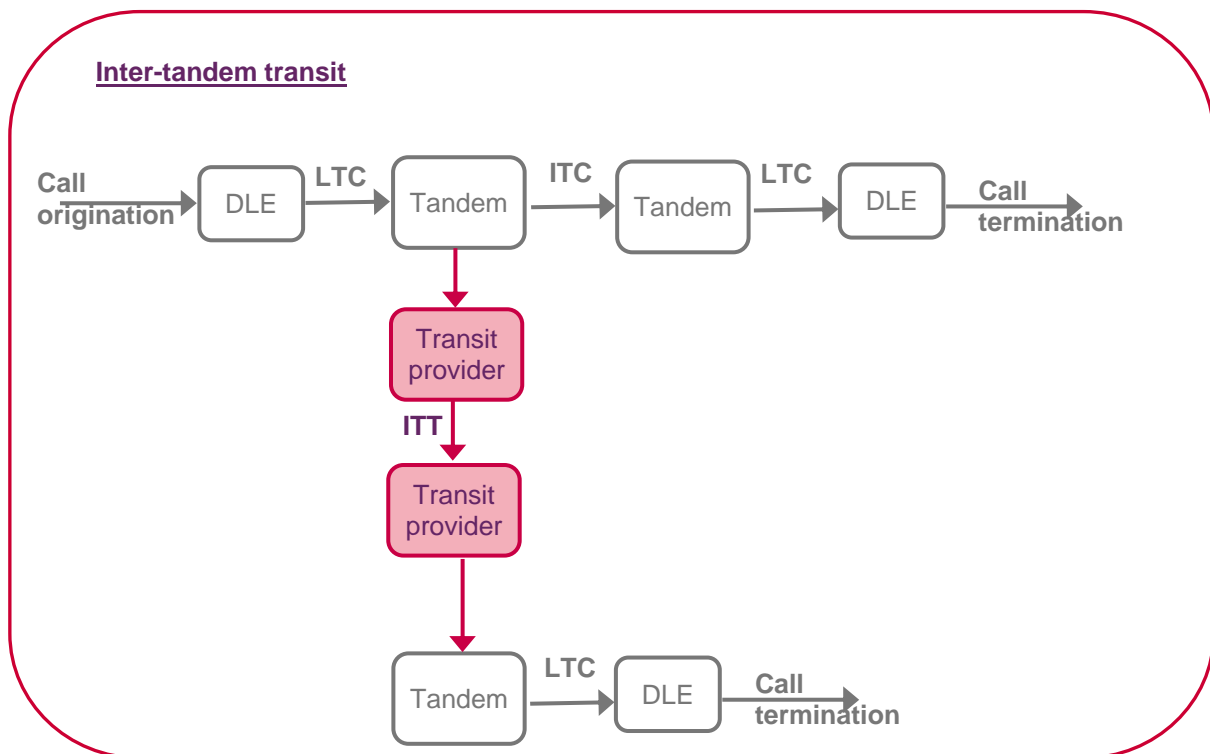 Inter-tandem transit
Call
origination
DLE
LTC
Tandem
ITC
Tandem
LTC
DLE
Call
termination
Transit
provider
ITT
Transit
provider
Tandem
LTC
DLE
Call
termination